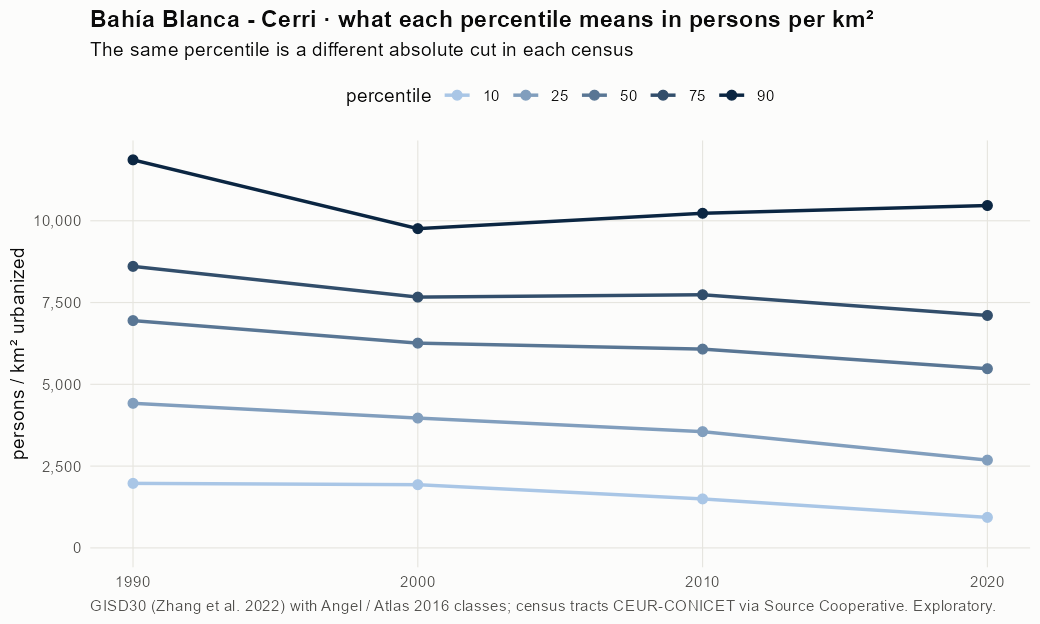 Bahía Blanca - Cerri · what each percentile means in persons per km²
The same percentile is a different absolute cut in each census
percentile 10 25 50 75 90
persons / km² urbanized
10,000
7,500
5,000
2,500
0
1990 2000 2010 2020
GISD30 (Zhang et al. 2022) with Angel / Atlas 2016 classes; census tracts CEUR-CONICET via Source Cooperative. Exploratory.